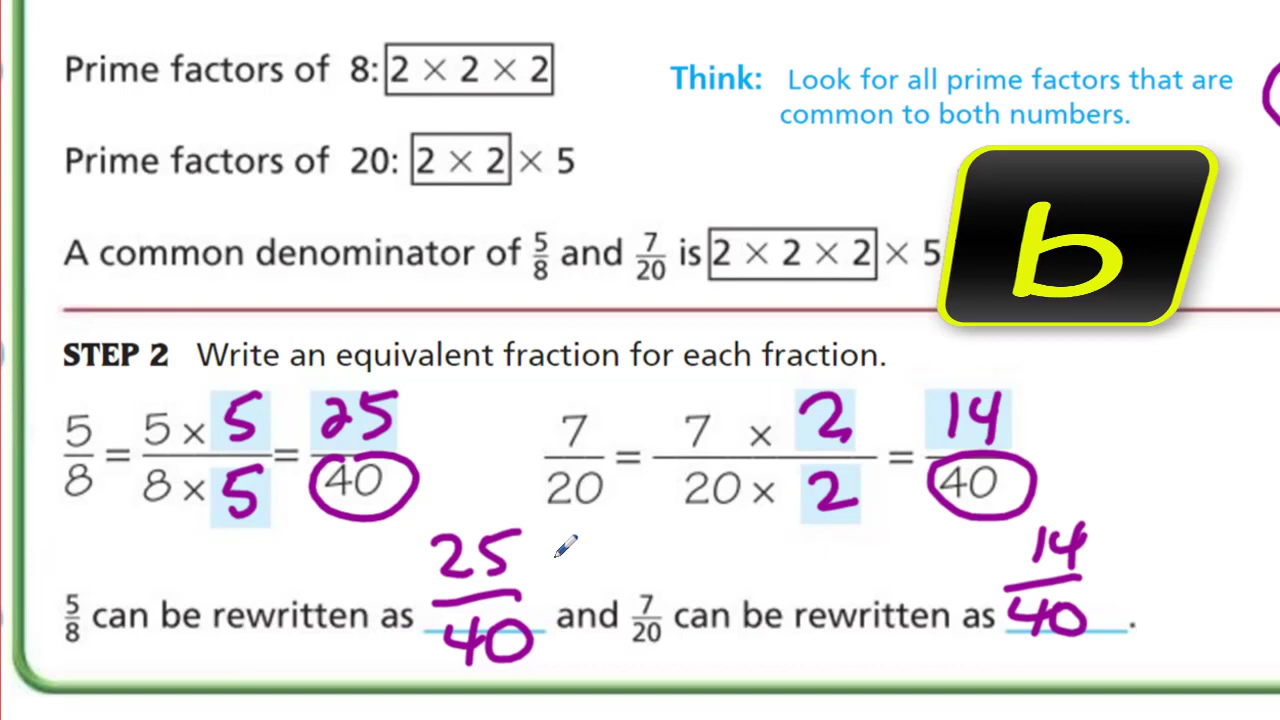 Prime factors of 8: 2 × 2 × 2
Think: Look for all prime factors that are
common to both numbers.
Prime factors of 20: 2 × 2 × 5
b
A common denominator of 5/8 and 7/20 is 2 × 2 × 2 × 5
STEP 2 Write an equivalent fraction for each fraction.
5/8 = 5 × 5 / 8 × 5 = 25/40
7/20 = 7 × 2 / 20 × 2 = 14/40
5/8 can be rewritten as 25/40 and 7/20 can be rewritten as 14/40.